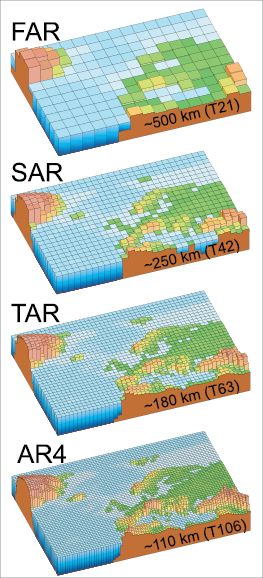 FAR
~500 km (T21)
SAR
~250 km (T42)
TAR
~180 km (T63)
AR4
~110 km (T106)